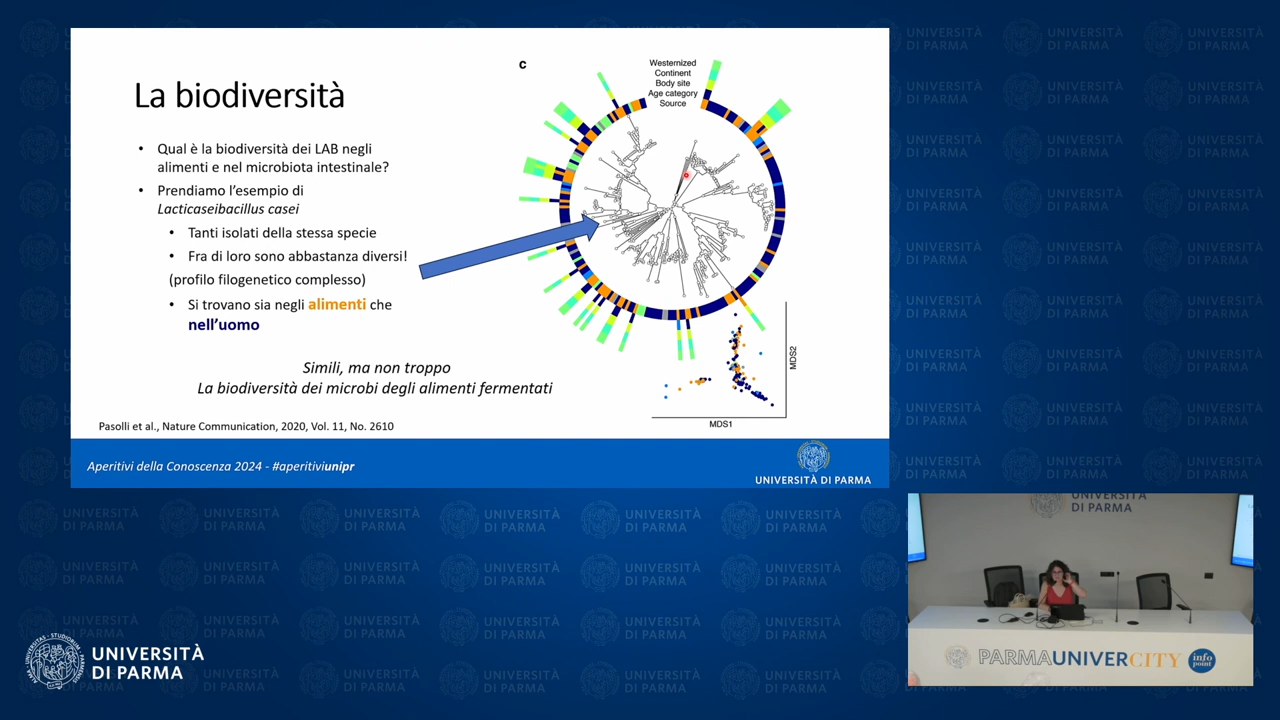 La biodiversità
• Qual è la biodiversità dei LAB negli
alimenti e nel microbiota intestinale?
• Prendiamo l'esempio di
Lacticaseibacillus casei
• Tanti isolati della stessa specie
• Fra di loro sono abbastanza diversi!
(profilo filogenetico complesso)
• Si trovano sia negli alimenti che
nell'uomo
Simili, ma non troppo
La biodiversità dei microbi degli alimenti fermentati
Pasolli et al., Nature Communication, 2020, Vol. 11, No. 2610
c
Westernized
Continent
Body site
Age category
Source
MDS2
MDS1
Aperitivi della Conoscenza 2024 - #aperitiviunipr
UNIVERSITÀ DI PARMA
UNIVERSITÀ
DI PARMA
UNIVERSITÀ
DI PARMA
PARMAUNIVERCITY info
point